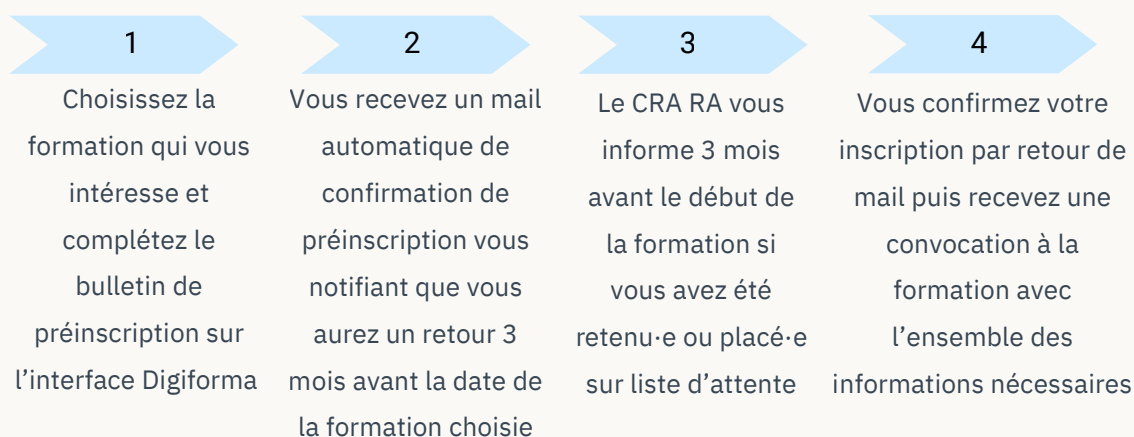 1
Choisissez la
formation qui vous
intéresse et
complétez le
bulletin de
préinscription sur
l'interface Digiforma
2
Vous recevez un mail
automatique de
confirmation de
préinscription vous
notifiant que vous
aurez un retour 3
mois avant la date de
la formation choisie
3
Le CRA RA vous
informe 3 mois
avant le début de
la formation si
vous avez été
retenu·e ou placé·e
sur liste d'attente
4
Vous confirmez votre
inscription par retour de
mail puis recevez une
convocation à la
formation avec
l'ensemble des
informations nécessaires